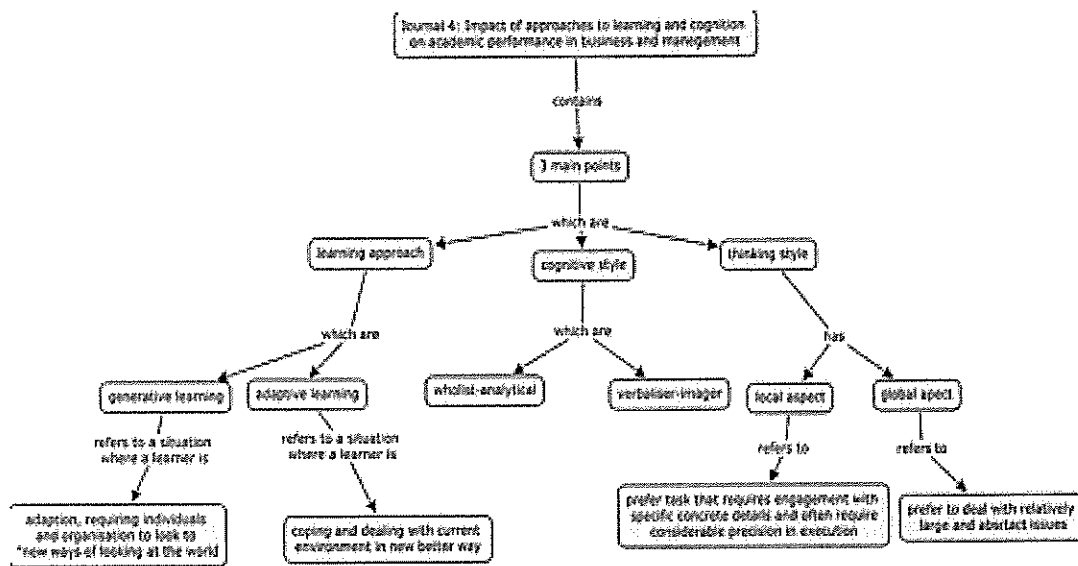 Journal 4: Impact of approaches to learning and cognition
on academic performance in business and management
contains
3 main points
which are
learning approach
cognitive style
thinking style
which are
which are
has
generative learning
adaptive learning
wholist-analytical
verbaliser-imager
local aspect
global apect
refers to a situation
where a learner is
refers to a situation
where a learner is
refers to
refers to
adaption, requiring individuals
and organisation to look to
"new ways of looking at the world
coping and dealing with current
environment in new better way
prefer task that requires engagement with
specific concrete details and often require
considerable precision in execution
prefer to deal with relatively
large and abstact issues